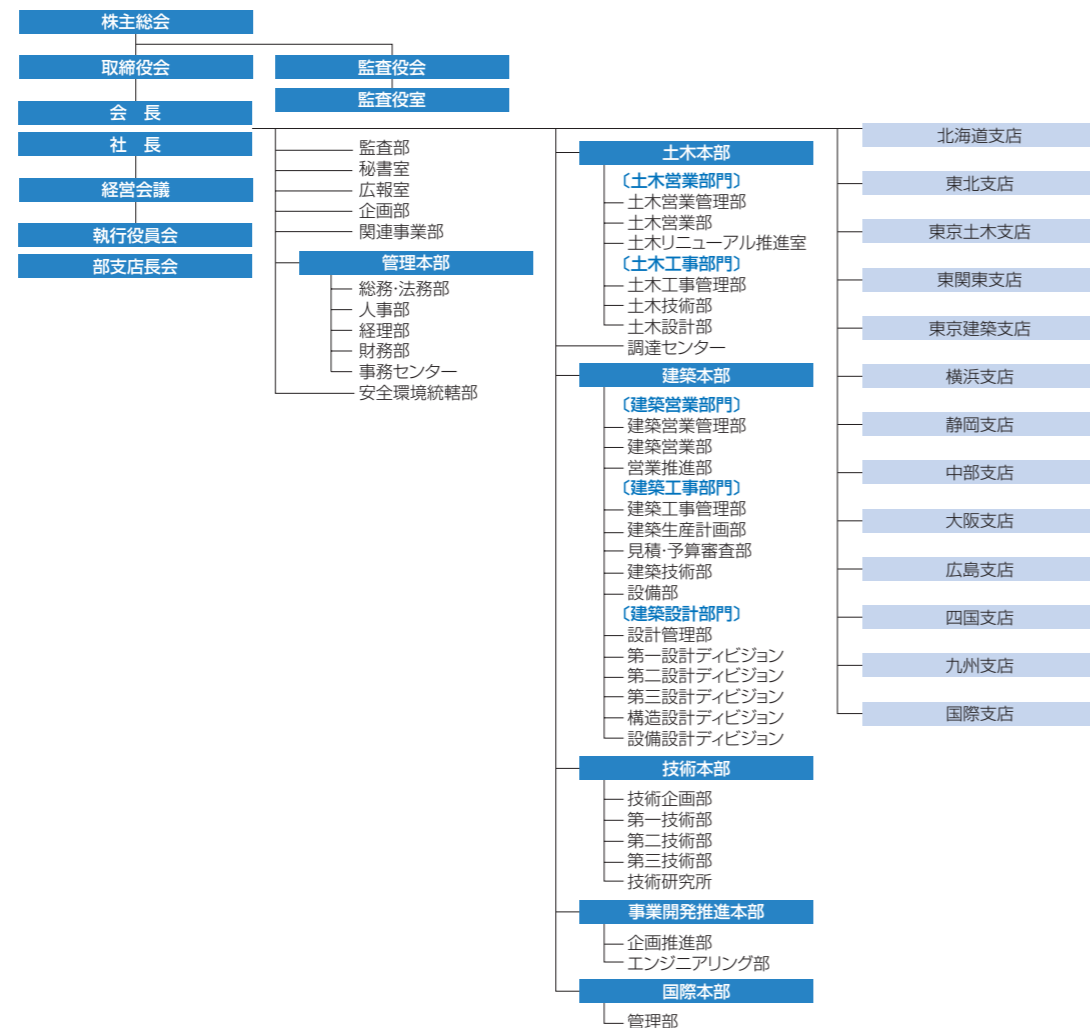 株主総会
取締役会
監査役会
監査役室
会　長
社　長
経営会議
執行役員会
部支店長会
監査部
秘書室
広報室
企画部
関連事業部
管理本部
総務・法務部
人事部
経理部
財務部
事務センター
安全環境統轄部
土木本部
〔土木営業部門〕
土木営業管理部
土木営業部
土木リニューアル推進室
〔土木工事部門〕
土木工事管理部
土木技術部
土木設計部
調達センター
建築本部
〔建築営業部門〕
建築営業管理部
建築営業部
営業推進部
〔建築工事部門〕
建築工事管理部
建築生産計画部
見積・予算審査部
建築技術部
設備部
〔建築設計部門〕
設計管理部
第一設計ディビジョン
第二設計ディビジョン
第三設計ディビジョン
構造設計ディビジョン
設備設計ディビジョン
技術本部
技術企画部
第一技術部
第二技術部
第三技術部
技術研究所
事業開発推進本部
企画推進部
エンジニアリング部
国際本部
管理部
北海道支店
東北支店
東京土木支店
東関東支店
東京建築支店
横浜支店
静岡支店
中部支店
大阪支店
広島支店
四国支店
九州支店
国際支店